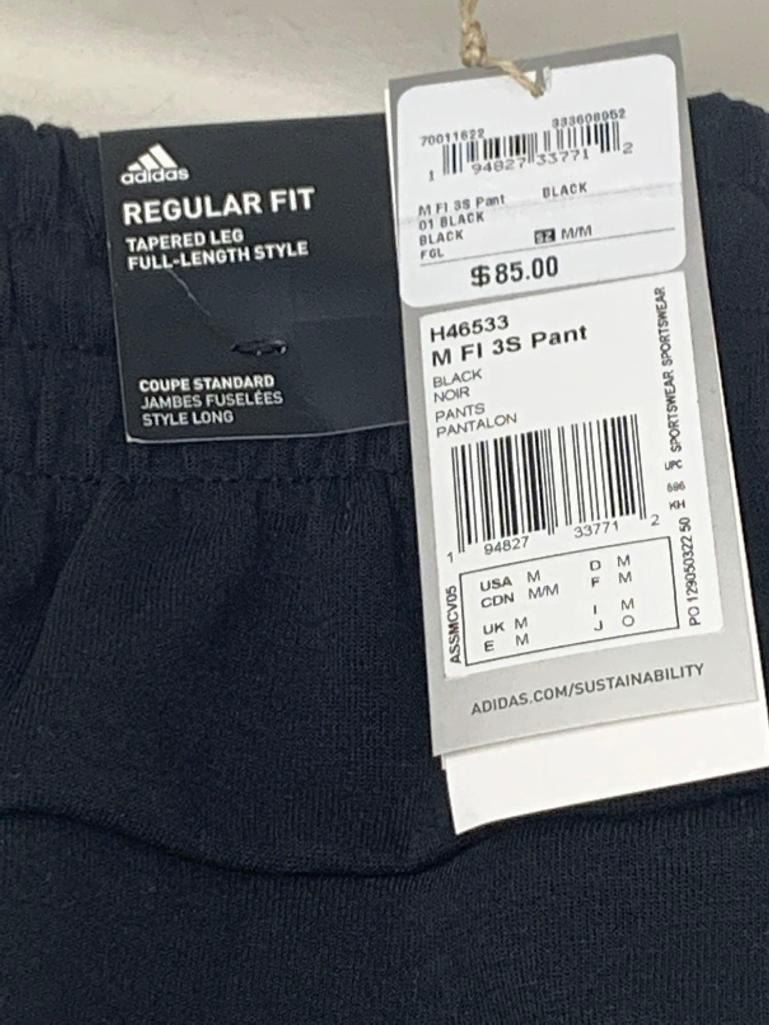 adidas
REGULAR FIT
TAPERED LEG
FULL-LENGTH STYLE
COUPE STANDARD
JAMBES FUSELÉES
STYLE LONG
70011622 333608952
1 94827 33771 2
M FI 3S Pant BLACK
01 BLACK
BLACK SZ M/M
FGL
$85.00
H46533
M FI 3S Pant
BLACK
NOIR
PANTS
PANTALON
1 94827 33771 2
USA M D M
CDN M/M F M
UK M I M
E M J O
ASSMCV05
PO 129050322 50 KH 696 UPC SPORTSWEAR SPORTSWEAR
ADIDAS.COM/SUSTAINABILITY